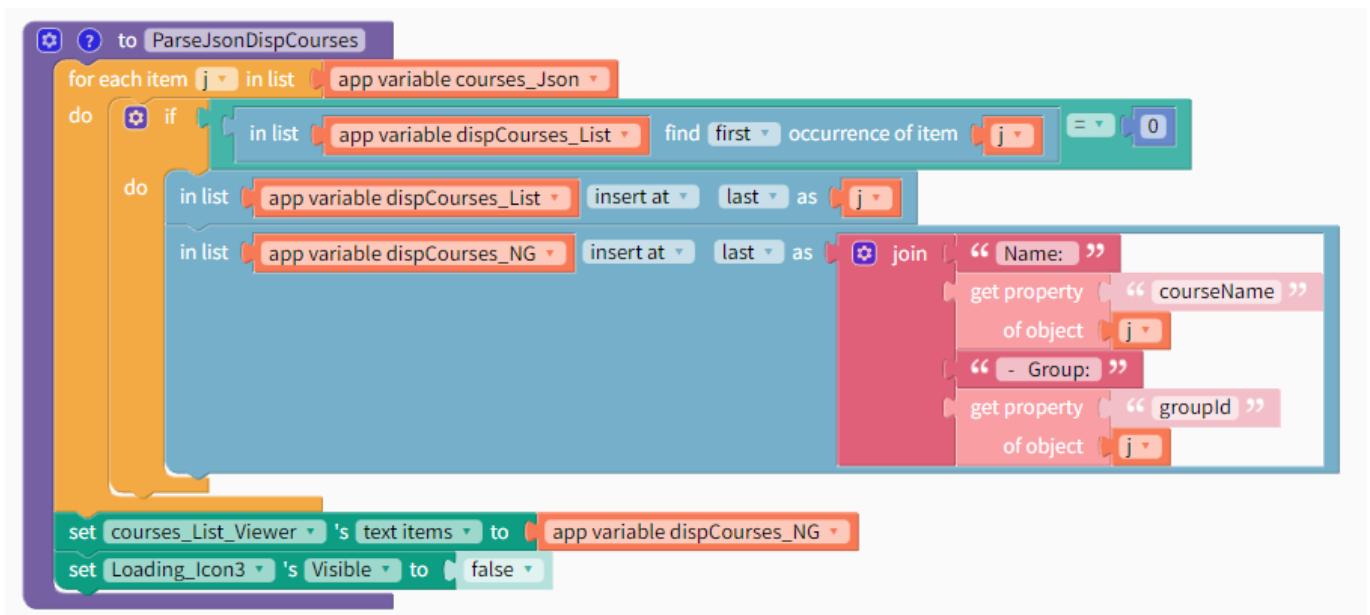 ? to ParseJsonDispCourses
for each item j in list app variable courses_Json
do if in list app variable dispCourses_List find first occurrence of item j = 0
do in list app variable dispCourses_List insert at last as j
in list app variable dispCourses_NG insert at last as join “ Name: ”
get property “ courseName ”
of object j
“ - Group: ”
get property “ groupId ”
of object j
set courses_List_Viewer 's text items to app variable dispCourses_NG
set Loading_Icon3 's Visible to false